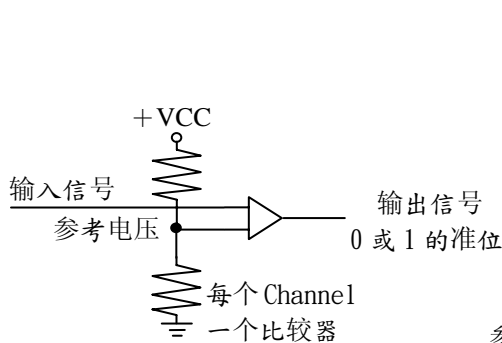 ＋VCC
输入信号
参考电压
输出信号
0 或 1 的准位
每个 Channel
一个比较器